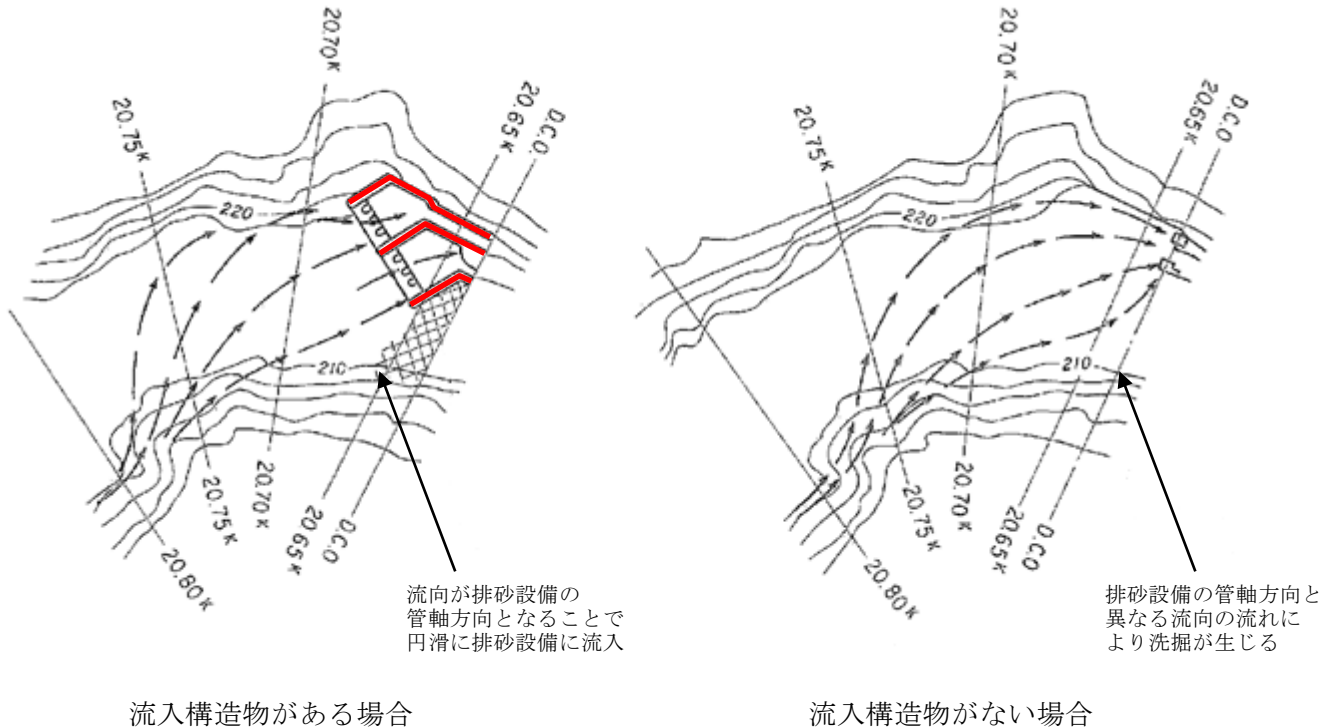 20.70K
20.75K
20.65K
D.C.O.
220
210
20.75K
20.70K
20.65K
D.C.O
20.80K
流向が排砂設備の
管軸方向となることで
円滑に排砂設備に流入
流入構造物がある場合
20.70K
20.75K
20.65K
D.C.O.
220
210
20.75K
20.70K
20.65K
D.C.O
20.80K
排砂設備の管軸方向と
異なる流向の流れに
より洗掘が生じる
流入構造物がない場合